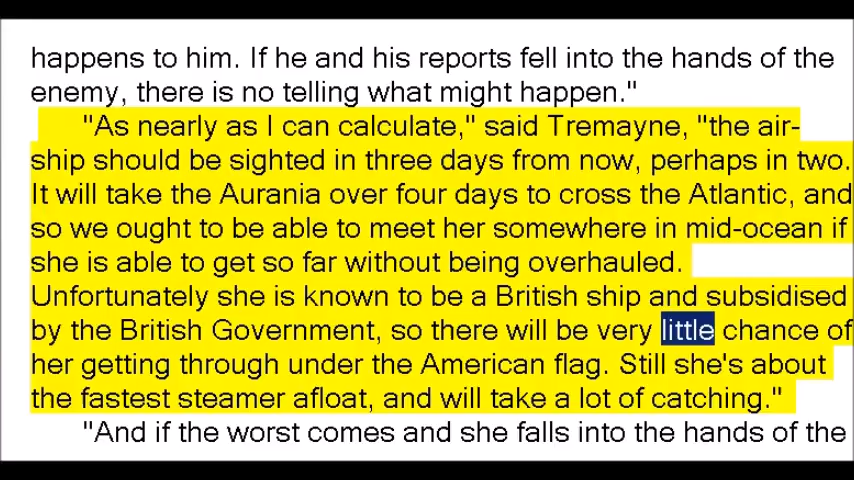 happens to him. If he and his reports fell into the hands of the
enemy, there is no telling what might happen."
"As nearly as I can calculate," said Tremayne, "the air-
ship should be sighted in three days from now, perhaps in two.
It will take the Aurania over four days to cross the Atlantic, and
so we ought to be able to meet her somewhere in mid-ocean if
she is able to get so far without being overhauled.
Unfortunately she is known to be a British ship and subsidised
by the British Government, so there will be very little chance of
her getting through under the American flag. Still she's about
the fastest steamer afloat, and will take a lot of catching."
"And if the worst comes and she falls into the hands of the